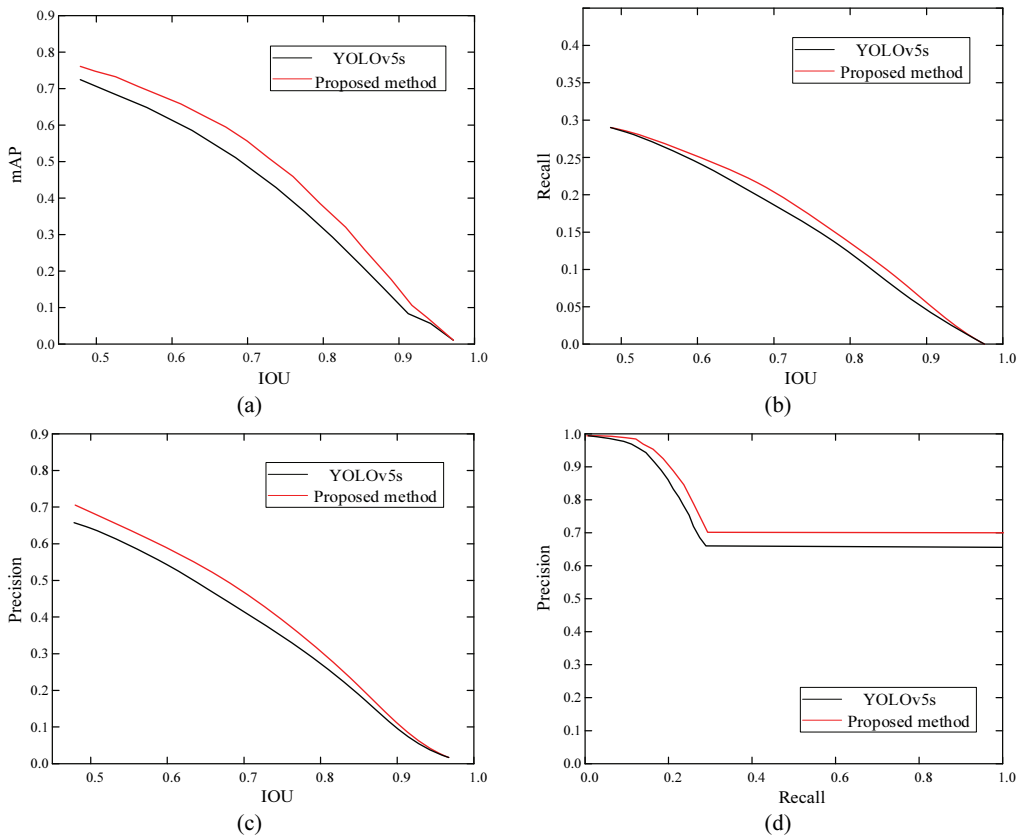 0.9
0.8
0.7
0.6
0.5
0.4
0.3
0.2
0.1
0.0
mAP
YOLOv5s
Proposed method
0.5 0.6 0.7 0.8 0.9 1.0
IOU
(a)
0.4
0.35
0.3
0.25
0.2
0.15
0.1
0.05
0.0
Recall
YOLOv5s
Proposed method
0.5 0.6 0.7 0.8 0.9 1.0
IOU
(b)
0.9
0.8
0.7
0.6
0.5
0.4
0.3
0.2
0.1
0.0
Precision
YOLOv5s
Proposed method
0.5 0.6 0.7 0.8 0.9 1.0
IOU
(c)
1.0
0.9
0.8
0.7
0.6
0.5
0.4
0.3
0.2
0.1
0.0
Precision
YOLOv5s
Proposed method
0.0 0.2 0.4 0.6 0.8 1.0
Recall
(d)